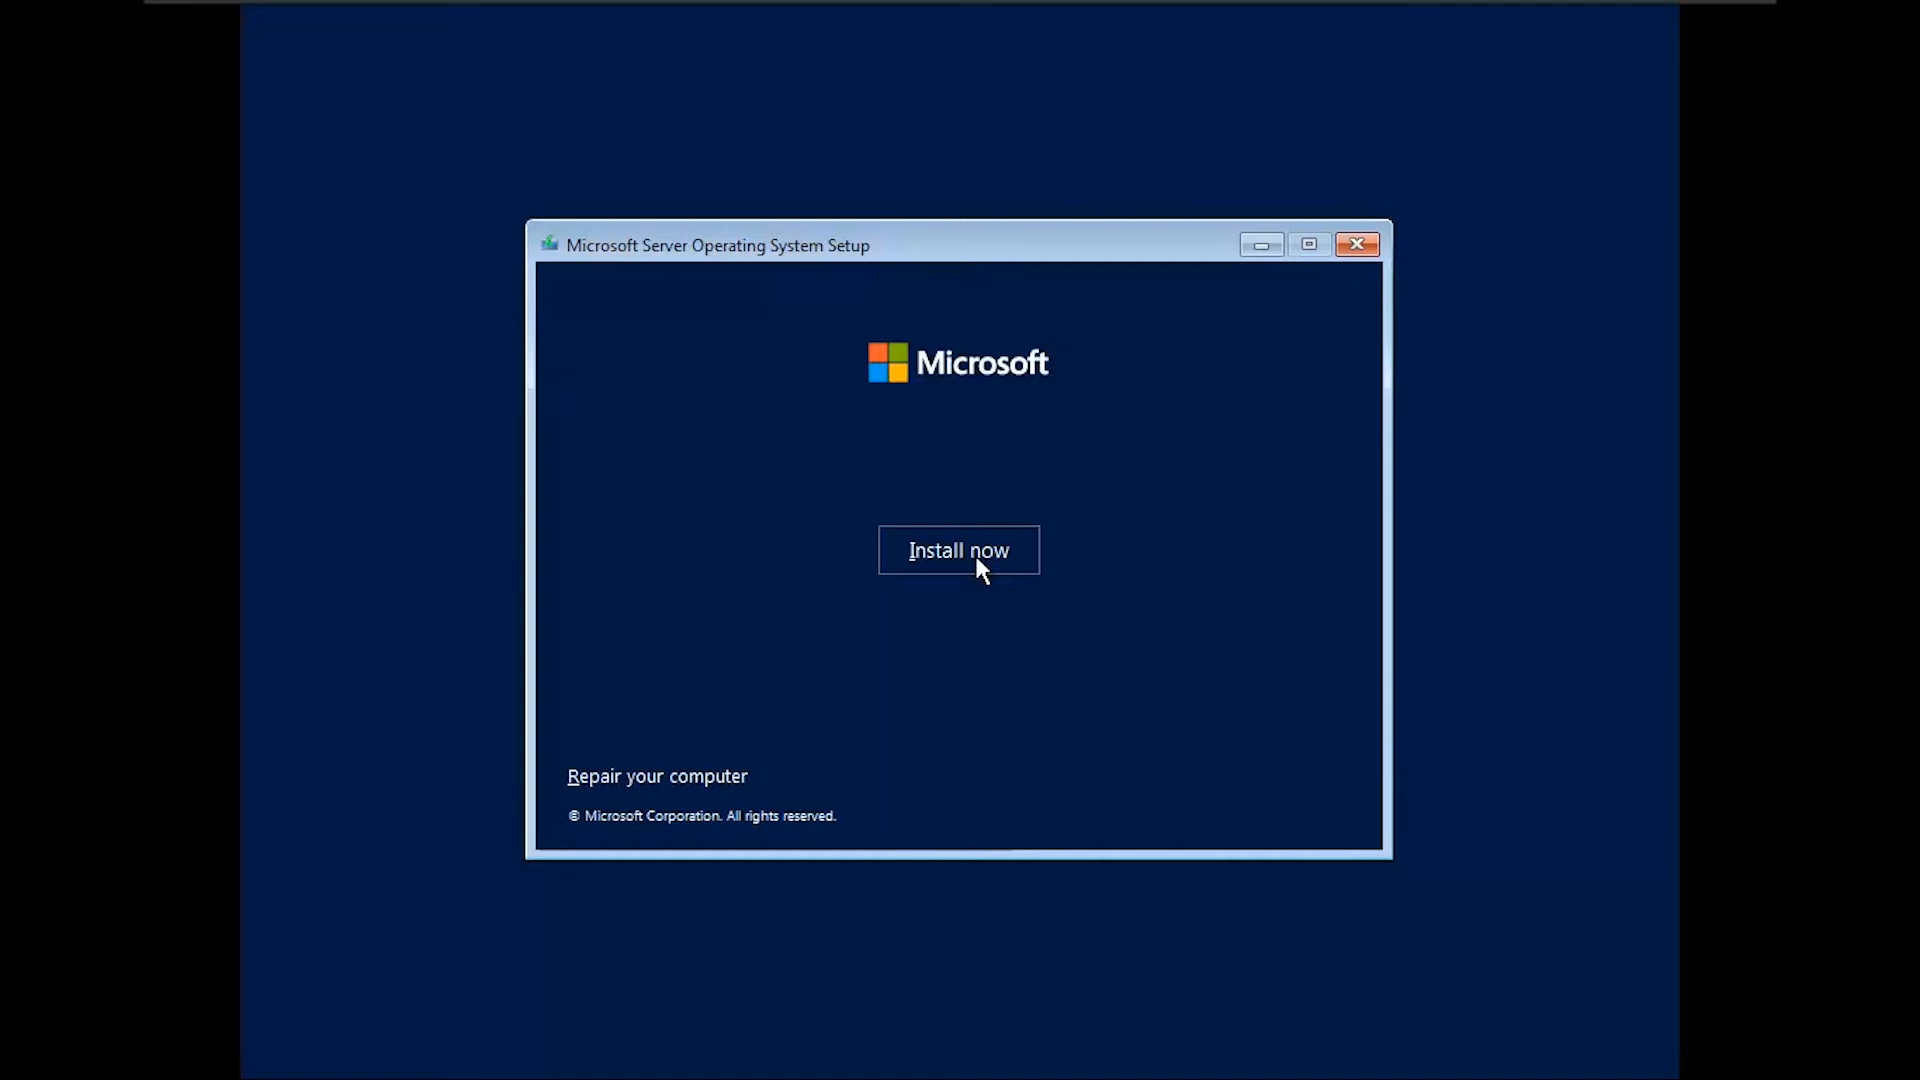 Microsoft Server Operating System Setup
Microsoft
Install now
Repair your computer
© Microsoft Corporation. All rights reserved.